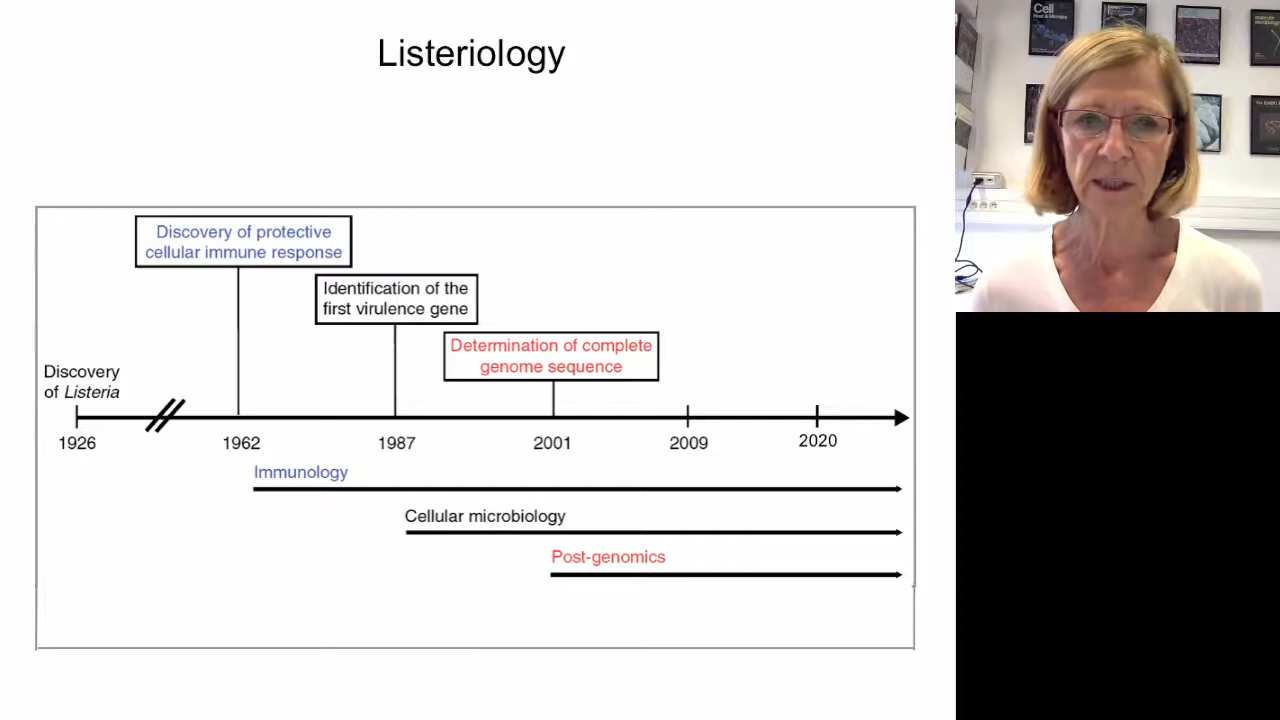 Listeriology
Discovery of protective
cellular immune response
Identification of the
first virulence gene
Determination of complete
genome sequence
Discovery
of Listeria
1926
1962
1987
2001
2009
2020
Immunology
Cellular microbiology
Post-genomics
Cell